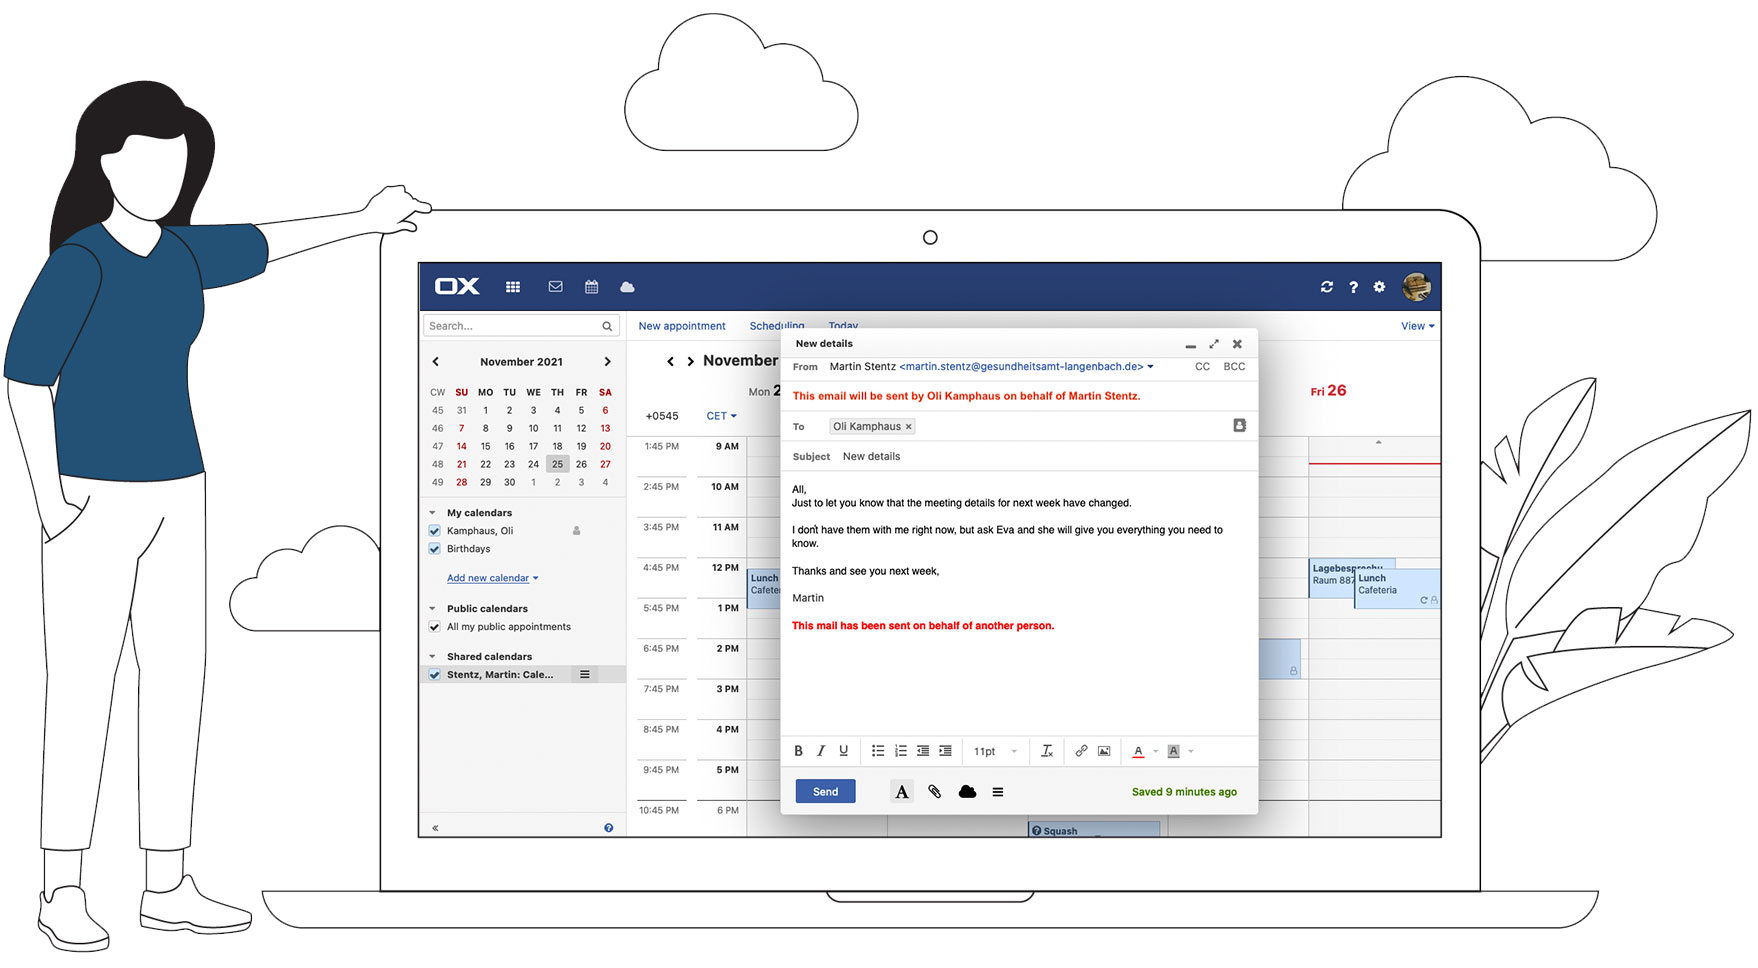 OX
Search...
New appointment
Scheduling
Today
View
November 2021
CW SU MO TU WE TH FR SA
45 31 1 2 3 4 5 6
46 7 8 9 10 11 12 13
47 14 15 16 17 18 19 20
48 21 22 23 24 25 26 27
49 28 29 30 1 2 3 4
My calendars
Kamphaus, Oli
Birthdays
Add new calendar
Public calendars
All my public appointments
Shared calendars
Stentz, Martin: Cale...
November
Mon 2
Fri 26
+0545 CET
1:45 PM 9 AM
2:45 PM 10 AM
3:45 PM 11 AM
4:45 PM 12 PM
5:45 PM 1 PM
6:45 PM 2 PM
7:45 PM 3 PM
8:45 PM 4 PM
9:45 PM 5 PM
10:45 PM 6 PM
Lunch
Squash
Raum 887
Lunch
Cafeteria
New details
From Martin Stentz <martin.stentz@gesundheitsamt-langenbach.de> CC BCC
This email will be sent by Oli Kamphaus on behalf of Martin Stentz.
To Oli Kamphaus ×
Subject New details
All,
Just to let you know that the meeting details for next week have changed.
I don't have them with me right now, but ask Eva and she will give you everything you need to
know.
Thanks and see you next week,
Martin
This mail has been sent on behalf of another person.
B I U 11pt A A
Send A Saved 9 minutes ago